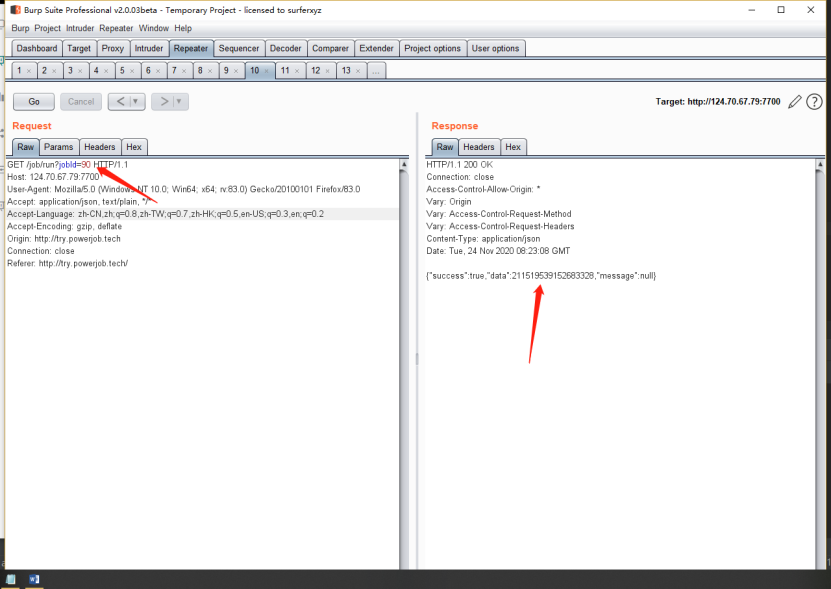 Burp Suite Professional v2.0.03beta - Temporary Project - licensed to surferxyz
Burp Project Intruder Repeater Window Help
Dashboard Target Proxy Intruder Repeater Sequencer Decoder Comparer Extender Project options User options
1 × 2 × 3 × 4 × 5 × 6 × 7 × 8 × 9 × 10 × 11 × 12 × 13 × ...
Go Cancel < | ▼ > | ▼ Target: http://124.70.67.79:7700
Request
Raw Params Headers Hex
GET /job/run?jobId=90 HTTP/1.1
Host: 124.70.67.79:7700
User-Agent: Mozilla/5.0 (Windows NT 10.0; Win64; x64; rv:83.0) Gecko/20100101 Firefox/83.0
Accept: application/json, text/plain, */*
Accept-Language: zh-CN,zh;q=0.8,zh-TW;q=0.7,zh-HK;q=0.5,en-US;q=0.3,en;q=0.2
Accept-Encoding: gzip, deflate
Origin: http://try.powerjob.tech
Connection: close
Referer: http://try.powerjob.tech/
Response
Raw Headers Hex
HTTP/1.1 200 OK
Connection: close
Access-Control-Allow-Origin: *
Vary: Origin
Vary: Access-Control-Request-Method
Vary: Access-Control-Request-Headers
Content-Type: application/json
Date: Tue, 24 Nov 2020 08:23:08 GMT
{"success":true,"data":211519539152683328,"message":null}